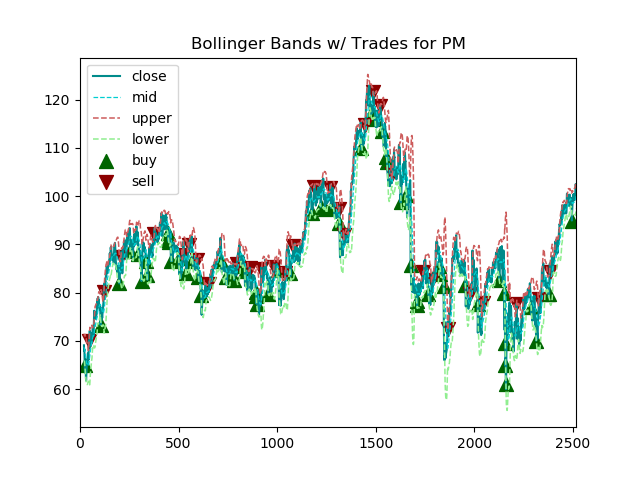 Bollinger Bands w/ Trades for PM
close
mid
upper
lower
buy
sell
120
110
100
90
80
70
60
0 500 1000 1500 2000 2500